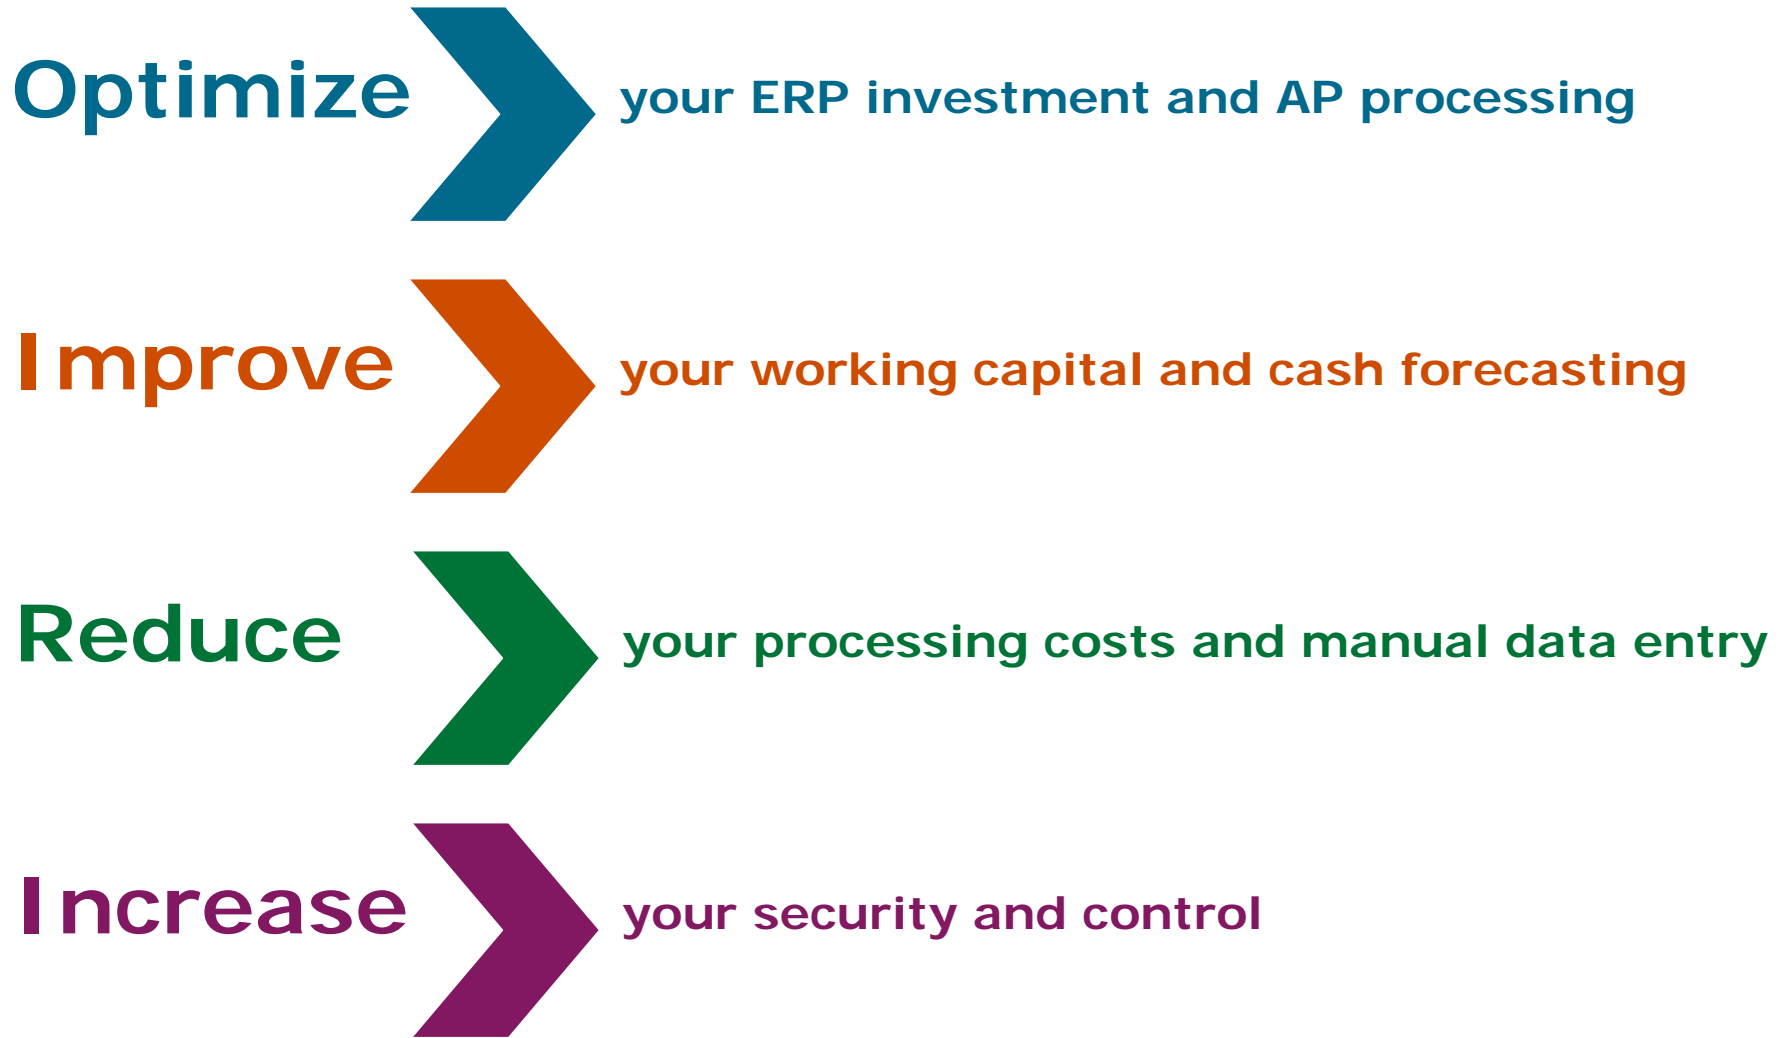 Optimize your ERP investment and AP processing
Improve your working capital and cash forecasting
Reduce your processing costs and manual data entry
Increase your security and control